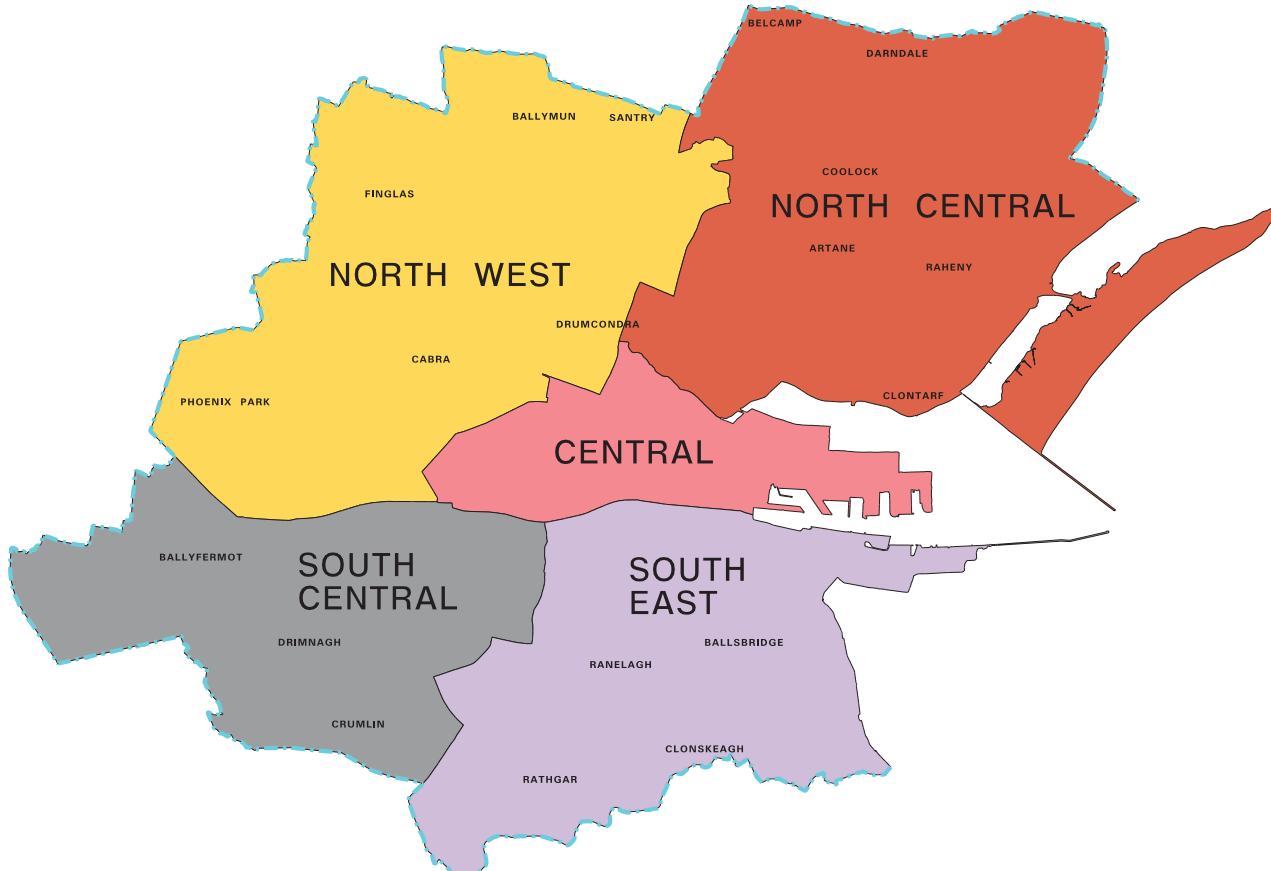 BELCAMP
DARNDALE
BALLYMUN
SANTRY
COOLOCK
FINGLAS
NORTH CENTRAL
ARTANE
RAHENY
NORTH WEST
DRUMCONDRA
CABRA
CLONTARF
PHOENIX PARK
CENTRAL
BALLYFERMOT
SOUTH
CENTRAL
SOUTH
EAST
DRIMNAGH
BALLSBRIDGE
RANELAGH
CRUMLIN
CLONSKEAGH
RATHGAR